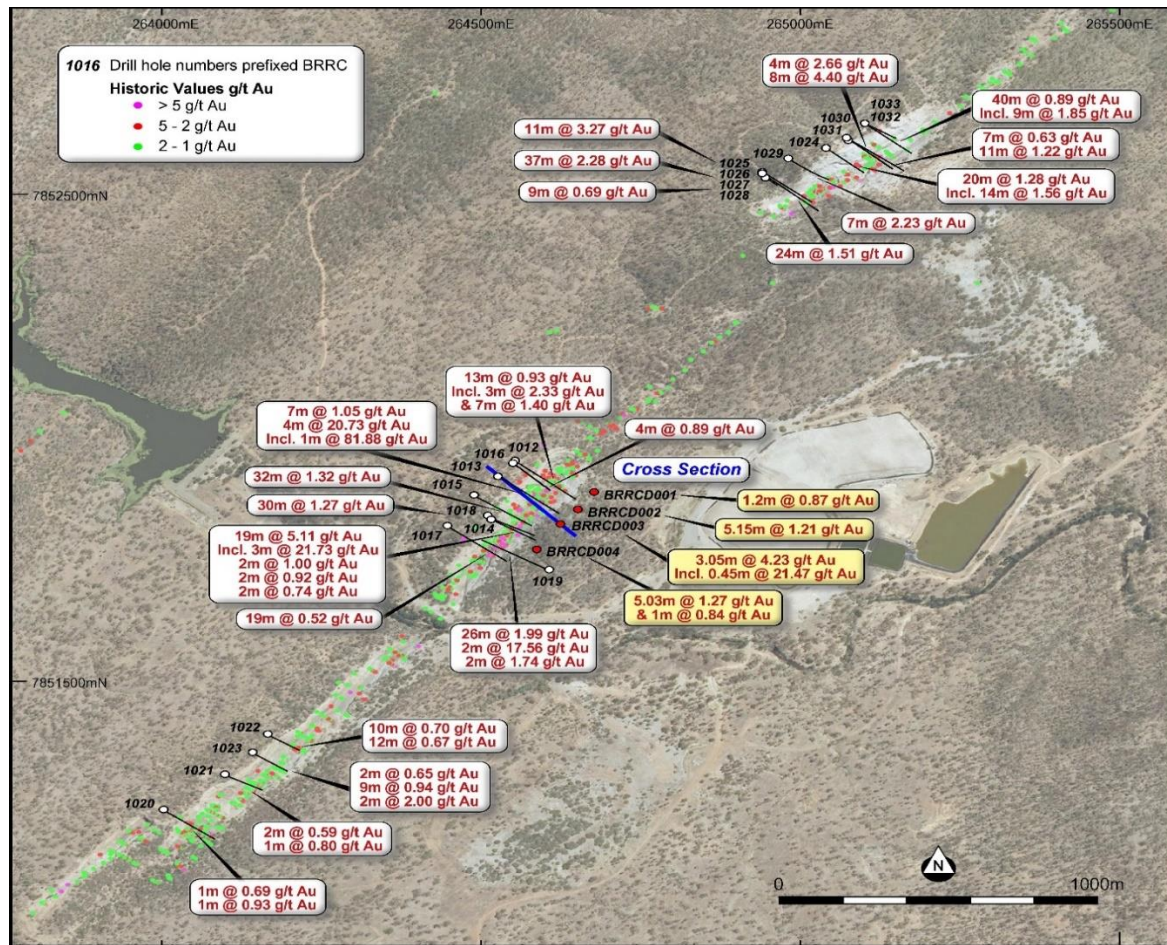 264000mE
264500mE
265000mE
265500mE
1016 Drill hole numbers prefixed BRRC
Historic Values g/t Au
> 5 g/t Au
5 - 2 g/t Au
2 - 1 g/t Au
4m @ 2.66 g/t Au
8m @ 4.40 g/t Au
1033
1032
40m @ 0.89 g/t Au
Incl. 9m @ 1.85 g/t Au
11m @ 3.27 g/t Au
1030
1031
1024
7m @ 0.63 g/t Au
11m @ 1.22 g/t Au
37m @ 2.28 g/t Au
1025
1026
1027
1028
1029
9m @ 0.69 g/t Au
20m @ 1.28 g/t Au
Incl. 14m @ 1.56 g/t Au
7852500mN
7m @ 2.23 g/t Au
24m @ 1.51 g/t Au
13m @ 0.93 g/t Au
Incl. 3m @ 2.33 g/t Au
& 7m @ 1.40 g/t Au
7m @ 1.05 g/t Au
4m @ 20.73 g/t Au
Incl. 1m @ 81.88 g/t Au
4m @ 0.89 g/t Au
1012
1016
1013
Cross Section
32m @ 1.32 g/t Au
1015
BRRCD001
1.2m @ 0.87 g/t Au
30m @ 1.27 g/t Au
1018
1014
1017
BRRCD002
5.15m @ 1.21 g/t Au
BRRCD003
19m @ 5.11 g/t Au
Incl. 3m @ 21.73 g/t Au
2m @ 1.00 g/t Au
2m @ 0.92 g/t Au
2m @ 0.74 g/t Au
BRRCD004
3.05m @ 4.23 g/t Au
Incl. 0.45m @ 21.47 g/t Au
1019
5.03m @ 1.27 g/t Au
& 1m @ 0.84 g/t Au
19m @ 0.52 g/t Au
26m @ 1.99 g/t Au
2m @ 17.56 g/t Au
2m @ 1.74 g/t Au
7851500mN
1022
10m @ 0.70 g/t Au
12m @ 0.67 g/t Au
1023
1021
2m @ 0.65 g/t Au
9m @ 0.94 g/t Au
2m @ 2.00 g/t Au
1020
2m @ 0.59 g/t Au
1m @ 0.80 g/t Au
1m @ 0.69 g/t Au
1m @ 0.93 g/t Au
N
0
1000m